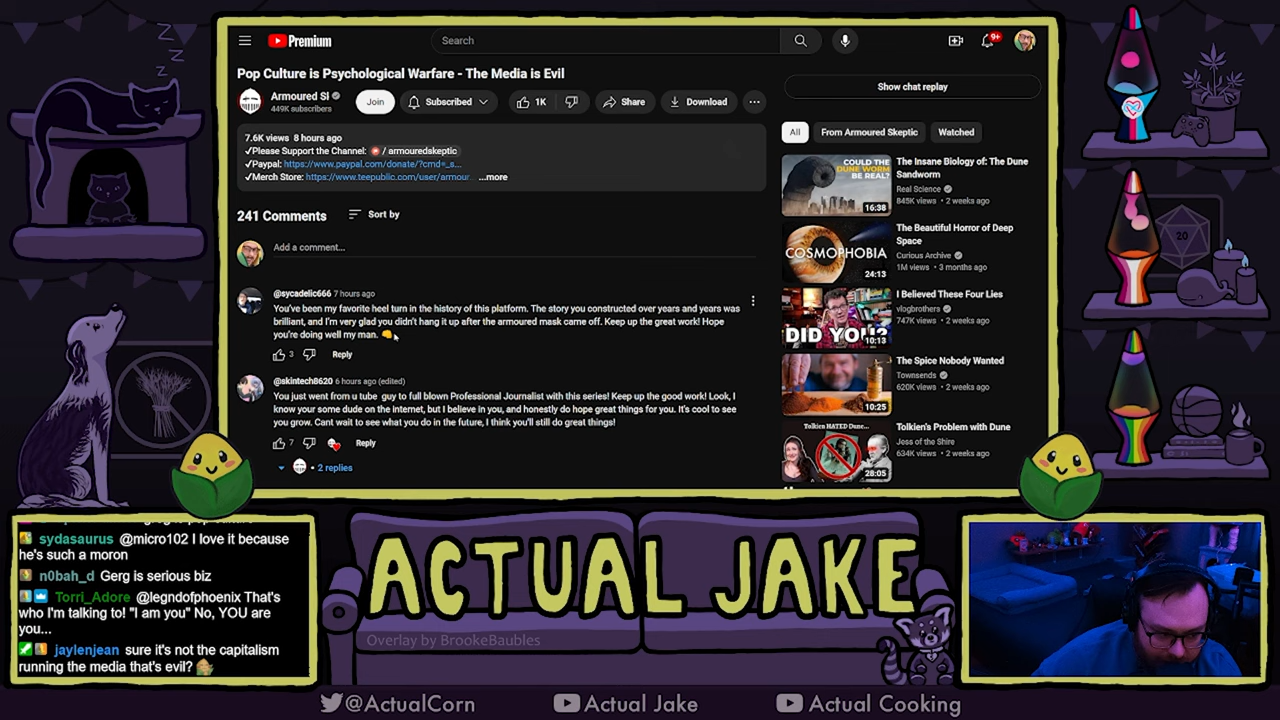 Premium
Search
9+
Pop Culture is Psychological Warfare - The Media is Evil
Armoured SI
449K subscribers
Join
Subscribed
1K
Share
Download
...
Show chat replay
7.6K views 8 hours ago
✓Please Support the Channel: / armouredskeptic
✓Paypal: https://www.paypal.com/donate/?cmd=_s...
✓Merch Store: https://www.teepublic.com/user/armour. ...more
241 Comments
Sort by
Add a comment...
@sycadelic666 7 hours ago
You've been my favorite heel turn in the history of this platform. The story you constructed over years and years was
brilliant, and I'm very glad you didn't hang it up after the armoured mask came off. Keep up the great work! Hope
you're doing well my man.
3
Reply
@skintech8620 6 hours ago (edited)
You just went from u tube guy to full blown Professional Journalist with this series! Keep up the good work! Look, I
know your some dude on the internet, but I believe in you, and honestly do hope great things for you. It's cool to see
you grow. Cant wait to see what you do in the future, I think you'll still do great things!
7
Reply
2 replies
All
From Armoured Skeptic
Watched
COULD THE
DUNE WORM
BE REAL?
16:38
The Insane Biology of: The Dune
Sandworm
Real Science
845K views • 2 weeks ago
COSMOPHOBIA
24:13
The Beautiful Horror of Deep
Space
Curious Archive
1M views • 3 months ago
DID YOU?
10:13
I Believed These Four Lies
vlogbrothers
747K views • 2 weeks ago
10:25
The Spice Nobody Wanted
Townsends
620K views • 2 weeks ago
Tolkien HATED Dune...
28:05
Tolkien's Problem with Dune
Jess of the Shire
634K views • 2 weeks ago
20
sydasaurus @micro102 I love it because
he's such a moron
n0bah_d Gerg is serious biz
Torri_Adore @legndofphoenix That's
who I'm talking to! "I am you" No, YOU are
you...
jaylenjean sure it's not the capitalism
running the media that's evil?
ACTUAL JAKE
Overlay by BrookeBaubles
@ActualCorn
Actual Jake
Actual Cooking